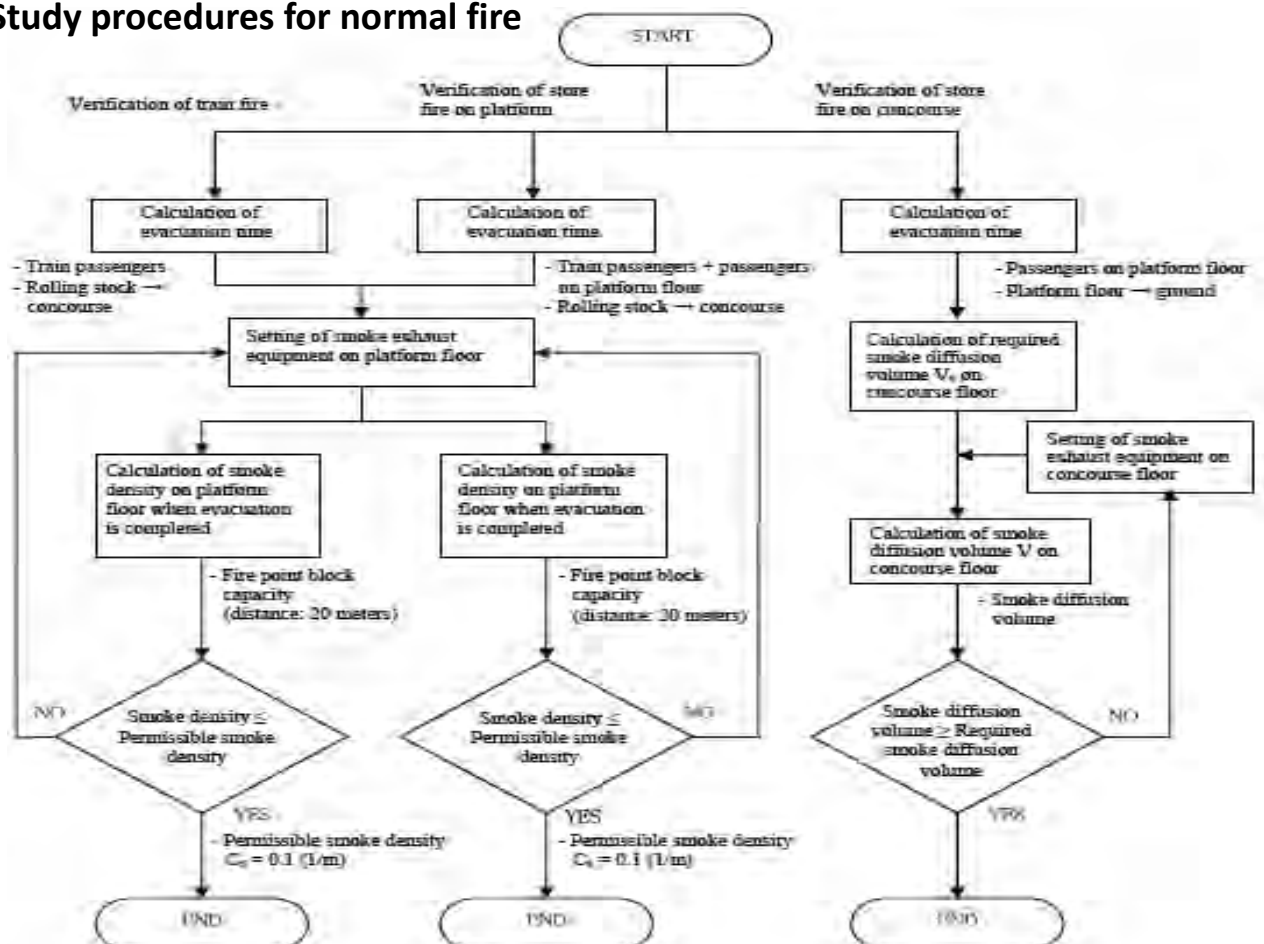 Study procedures for normal fire
START
Verification of train fire
Verification of store
fire on platform
Verification of store
fire on concourse
Calculation of
evacuation time
Calculation of
evacuation time
Calculation of
evacuation time
- Train passengers
- Rolling stock →
concourse
- Train passengers + passengers
on platform floor
- Rolling stock → concourse
- Passengers on platform floor
- Platform floor → ground
Setting of smoke exhaust
equipment on platform floor
Calculation of required
smoke diffusion
volume Vₑ on
concourse floor
Setting of smoke
exhaust equipment on
concourse floor
Calculation of smoke
density on platform
floor when evacuation
is completed
Calculation of smoke
density on platform
floor when evacuation
is completed
Calculation of smoke
diffusion volume V on
concourse floor
- Fire point block
capacity
(distance: 20 meters)
- Fire point block
capacity
(distance: 30 meters)
- Smoke diffusion
volume
NO
Smoke density ≤
Permissible smoke
density
Smoke density ≤
Permissible smoke
density
NO
Smoke diffusion
volume ≥ Required
smoke diffusion
volume
NO
YES
- Permissible smoke density
Cₛ = 0.1 (1/m)
YES
- Permissible smoke density
Cₛ = 0.1 (1/m)
YES
END
END
END